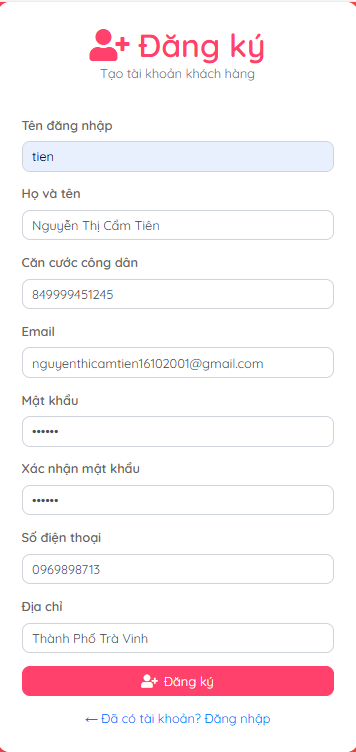 Đăng ký
Tạo tài khoản khách hàng
Tên đăng nhập
tien
Họ và tên
Nguyễn Thị Cẩm Tiên
Căn cước công dân
849999451245
Email
nguyenthicamtien16102001@gmail.com
Mật khẩu
••••••
Xác nhận mật khẩu
••••••
Số điện thoại
0969898713
Địa chỉ
Thành Phố Trà Vinh
Đăng ký
← Đã có tài khoản? Đăng nhập